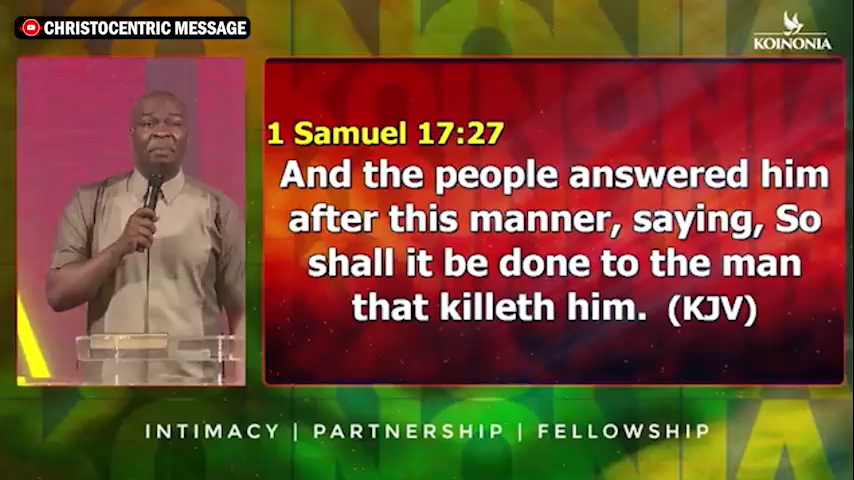 CHRISTOCENTRIC MESSAGE
KOINONIA
1 Samuel 17:27
And the people answered him
after this manner, saying, So
shall it be done to the man
that killeth him. (KJV)
INTIMACY | PARTNERSHIP | FELLOWSHIP